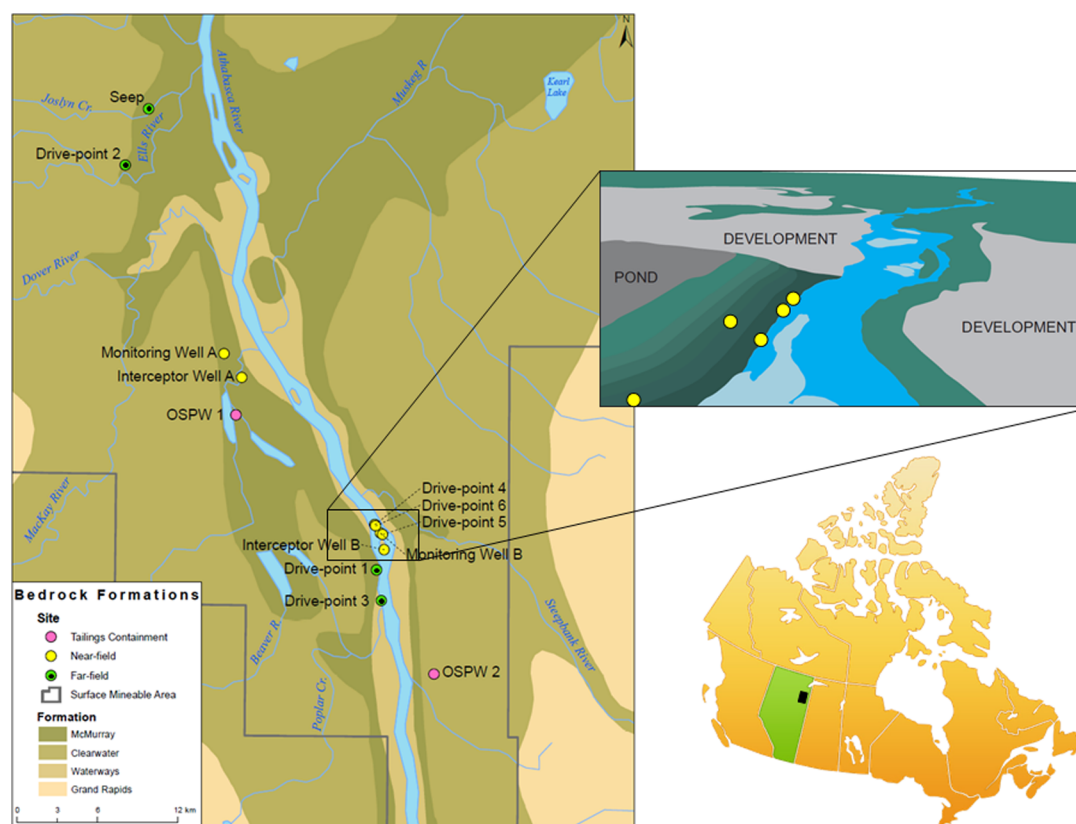 N
Athabasca River
Muskeg R
Kearl
Lake
Seep
Joslyn Cr.
Ells River
Drive-point 2
Dover River
DEVELOPMENT
POND
DEVELOPMENT
Monitoring Well A
Interceptor Well A
OSPW 1
MacKay River
Drive-point 4
Drive-point 6
Drive-point 5
Interceptor Well B
Monitoring Well B
Drive-point 1
Drive-point 3
Beaver R.
Poplar Cr.
Steepbank River
OSPW 2
Bedrock Formations
Site
Tailings Containment
Near-field
Far-field
Surface Mineable Area
Formation
McMurray
Clearwater
Waterways
Grand Rapids
0 3 6 12 km